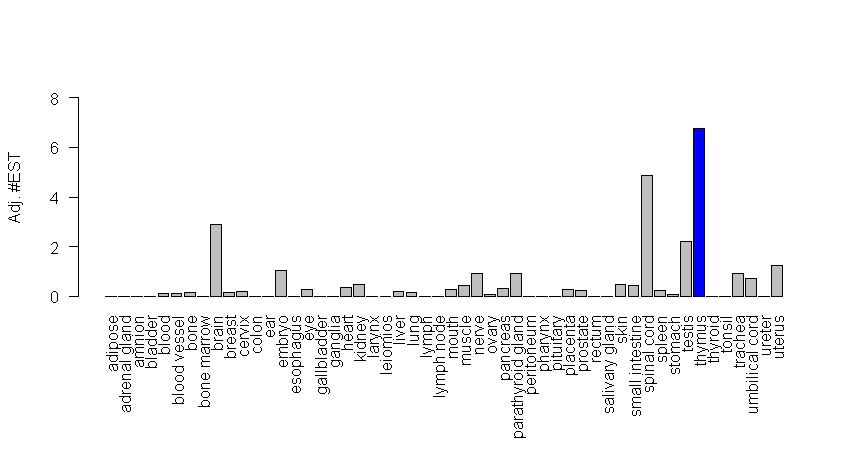 8
6
4
2
0
Adj. #EST
adipose
adrenal gland
amnion
bladder
blood
blood vessel
bone
bone marrow
brain
breast
cervix
colon
ear
embryo
esophagus
eye
gallbladder
ganglia
heart
kidney
larynx
leiomios
liver
lung
lymph
lymph node
mouth
muscle
nerve
ovary
pancreas
parathyroid gland
peritoneum
pharynx
pituitary
placenta
prostate
rectum
salivary gland
skin
small intestine
spinal cord
spleen
stomach
testis
thymus
thyroid
tonsil
trachea
umbilical cord
ureter
uterus